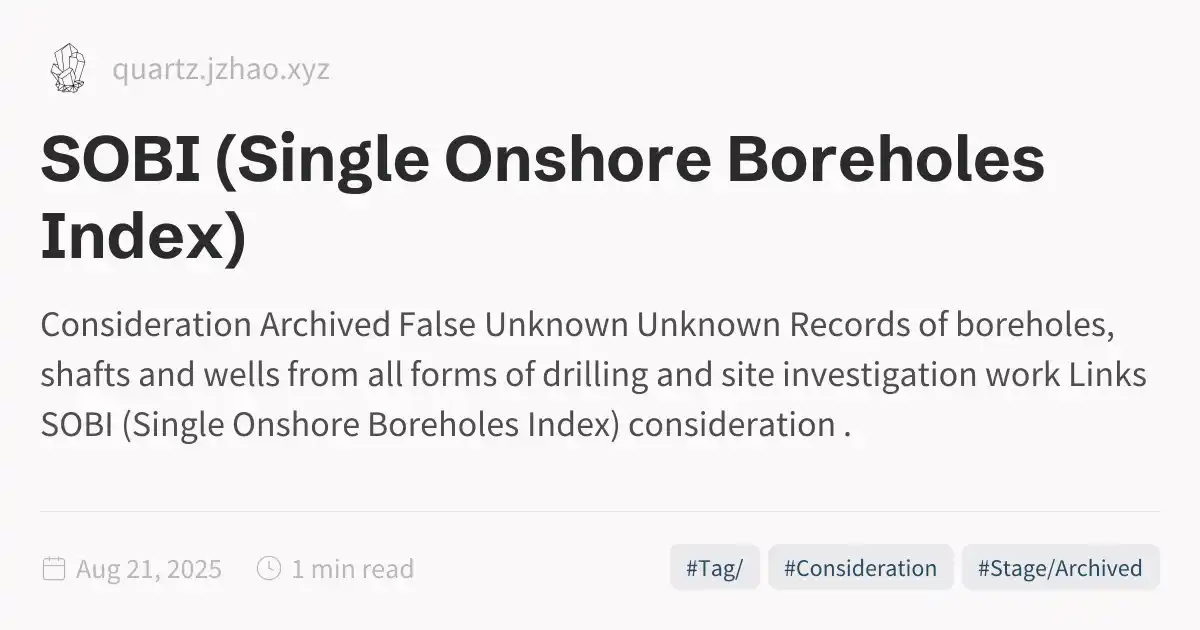 quartz.jzhao.xyz
SOBI (Single Onshore Boreholes
Index)
Consideration Archived False Unknown Unknown Records of boreholes,
shafts and wells from all forms of drilling and site investigation work Links
SOBI (Single Onshore Boreholes Index) consideration .
Aug 21, 2025 1 min read #Tag/ #Consideration #Stage/Archived